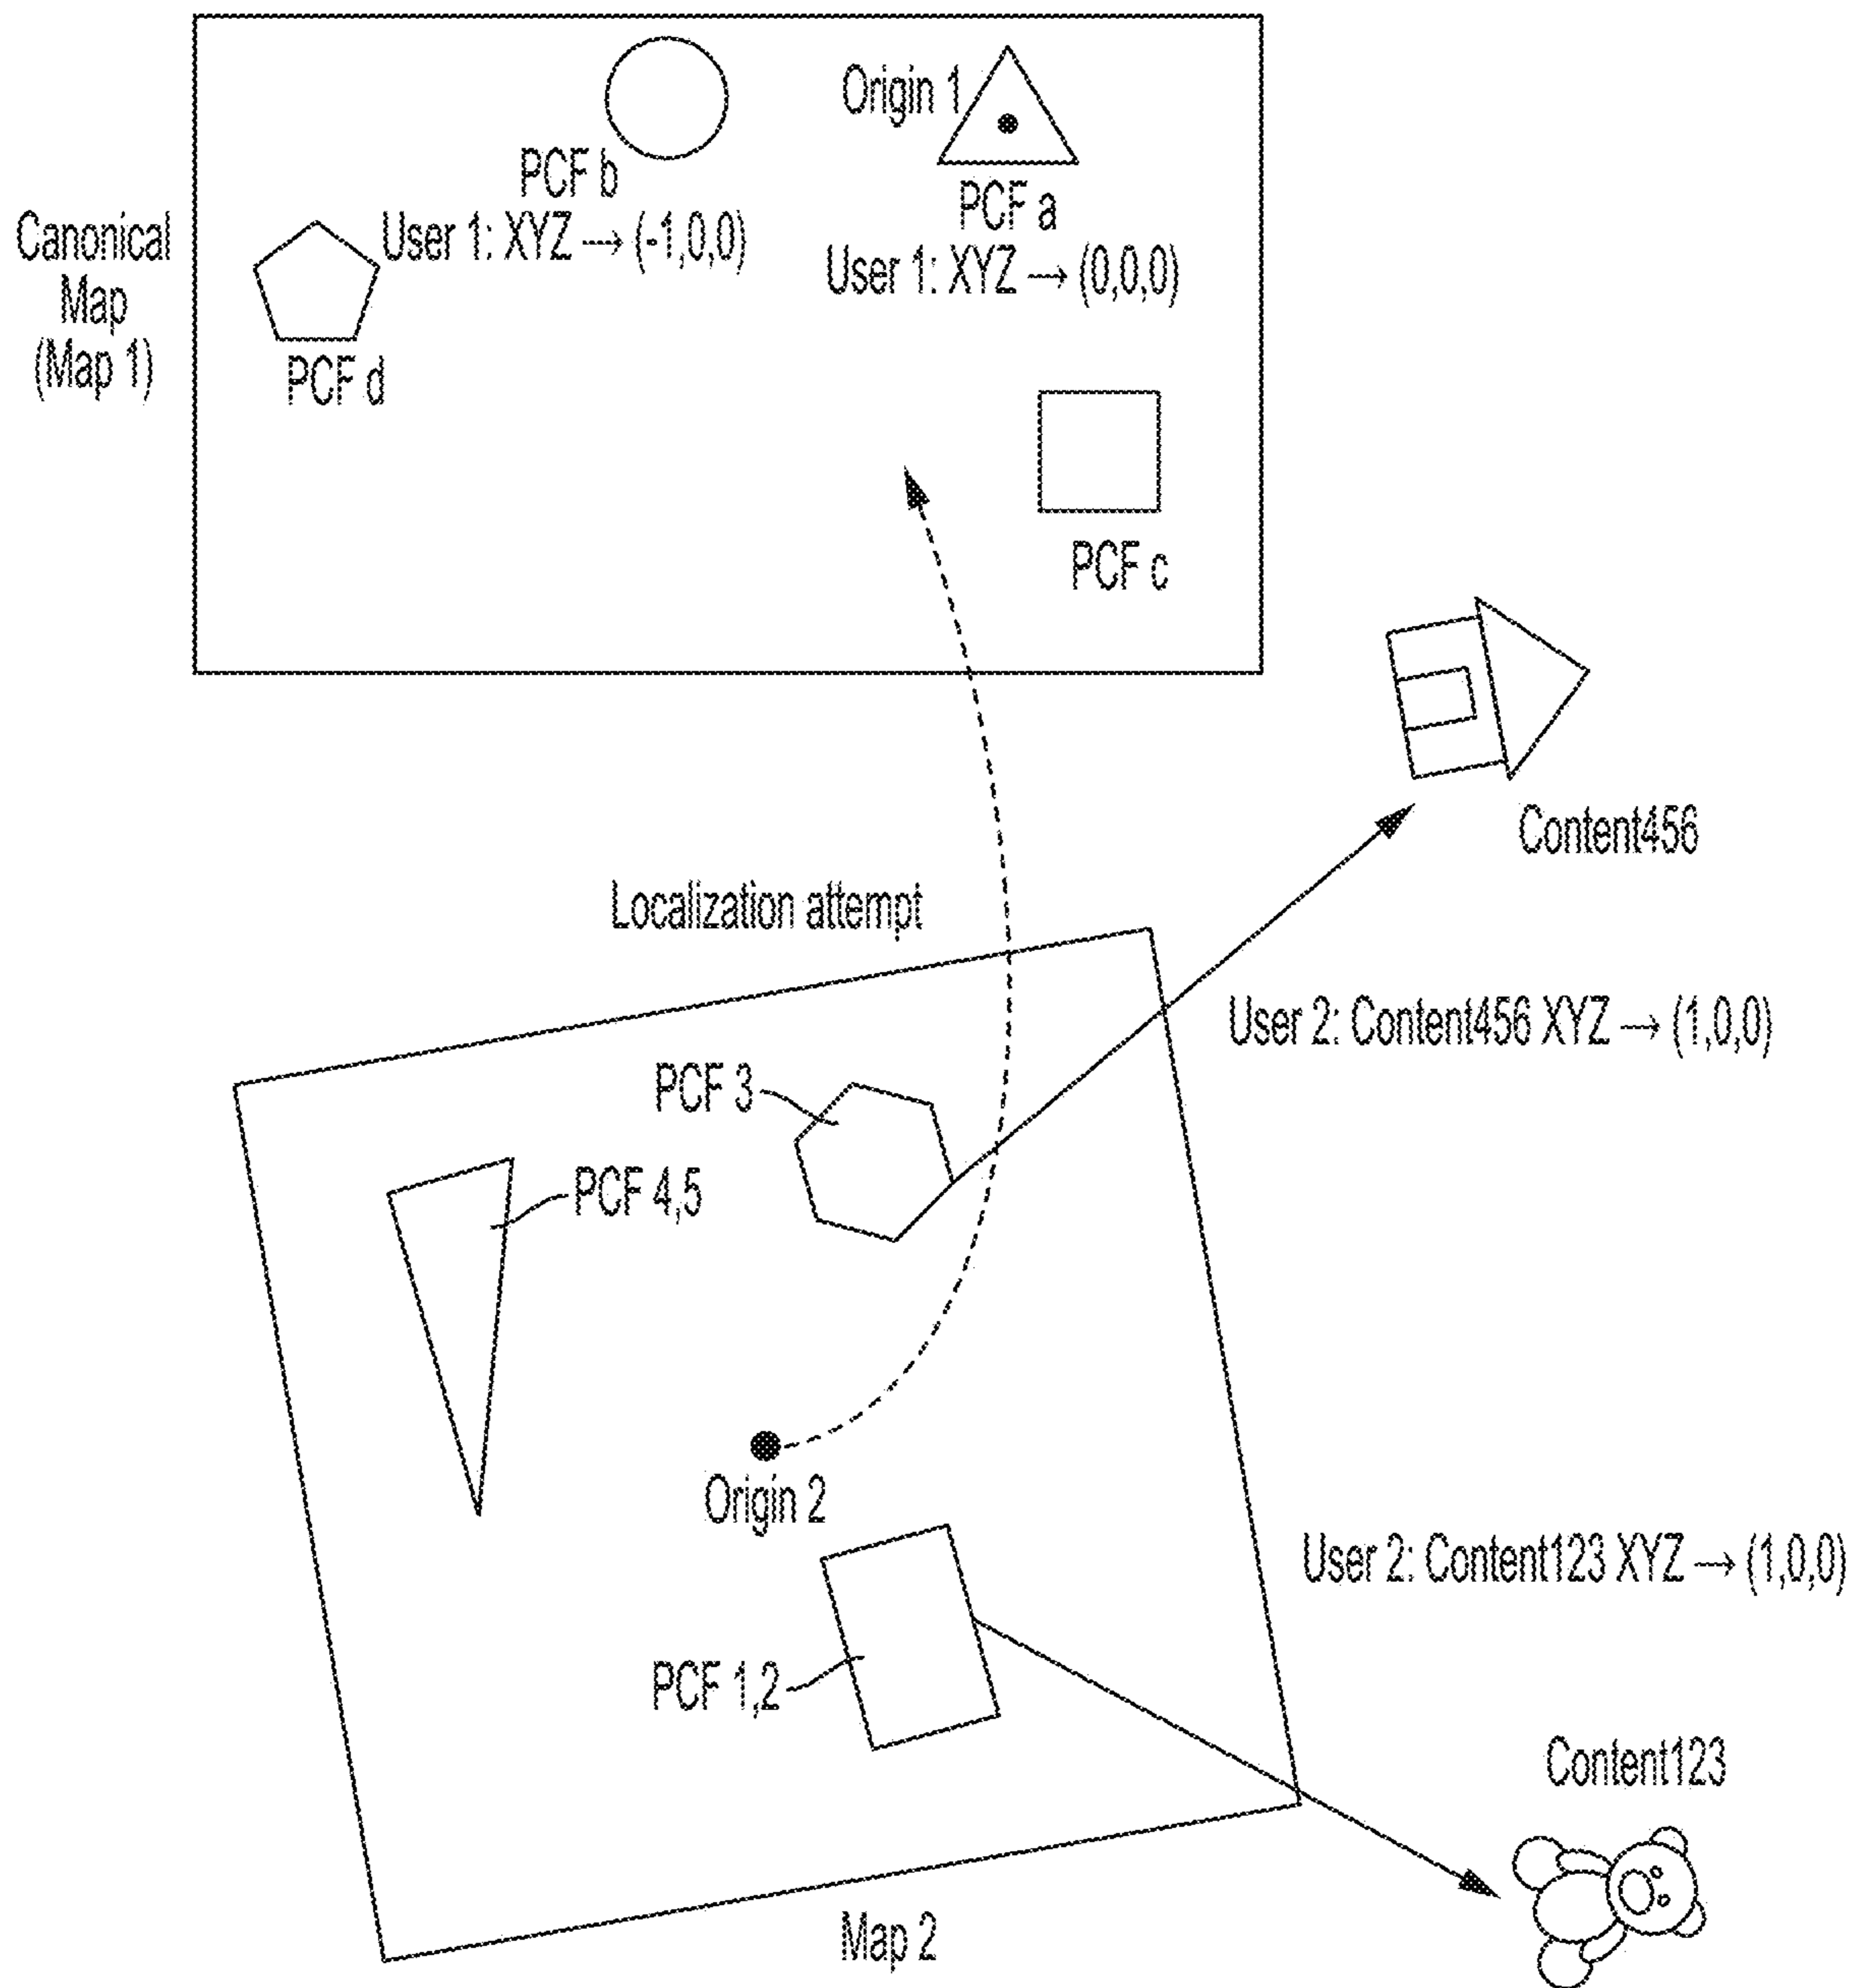 Origin 1
PCF b
PCF a
Canonical
Map
(Map 1)
User 1: XYZ → (-1,0,0)
User 1: XYZ → (0,0,0)
PCF d
PCF c
Content456
Localization attempt
User 2: Content456 XYZ → (1,0,0)
PCF 3
PCF 4,5
Origin 2
User 2: Content123 XYZ → (1,0,0)
PCF 1,2
Content123
Map 2